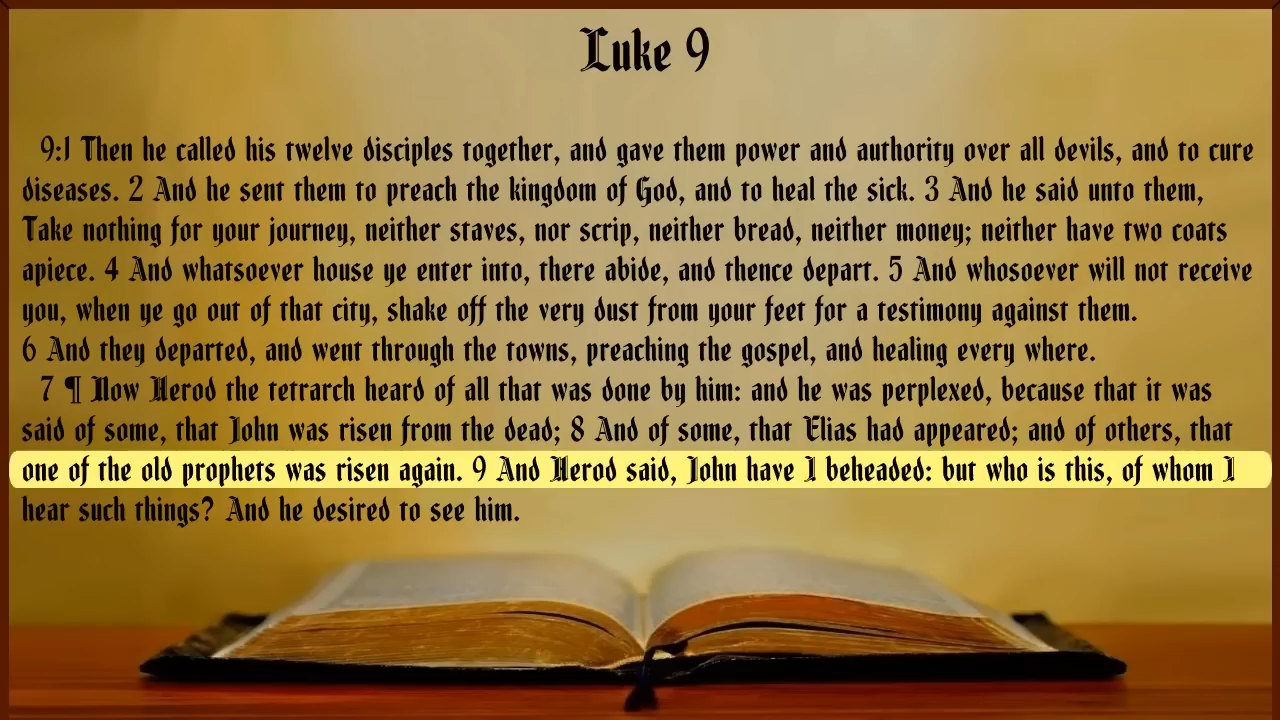 Luke 9
9:1 Then he called his twelve disciples together, and gave them power and authority over all devils, and to cure
diseases. 2 And he sent them to preach the kingdom of God, and to heal the sick. 3 And he said unto them,
Take nothing for your journey, neither staves, nor scrip, neither bread, neither money; neither have two coats
apiece. 4 And whatsoever house ye enter into, there abide, and thence depart. 5 And whosoever will not receive
you, when ye go out of that city, shake off the very dust from your feet for a testimony against them.
6 And they departed, and went through the towns, preaching the gospel, and healing every where.
7 ¶ Now Herod the tetrarch heard of all that was done by him: and he was perplexed, because that it was
said of some, that John was risen from the dead; 8 And of some, that Elias had appeared; and of others, that
one of the old prophets was risen again. 9 And Herod said, John have I beheaded: but who is this, of whom I
hear such things? And he desired to see him.